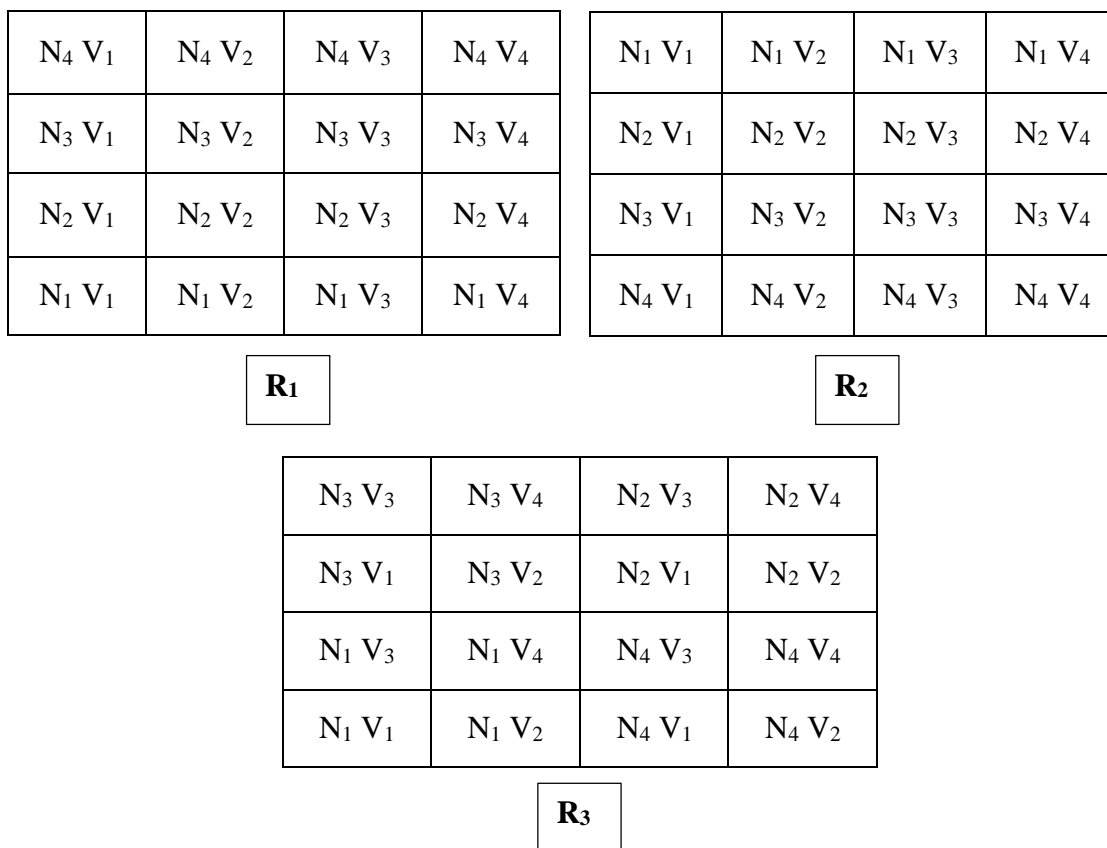 N₄ V₁ N₄ V₂ N₄ V₃ N₄ V₄
N₃ V₁ N₃ V₂ N₃ V₃ N₃ V₄
N₂ V₁ N₂ V₂ N₂ V₃ N₂ V₄
N₁ V₁ N₁ V₂ N₁ V₃ N₁ V₄
R₁
N₁ V₁ N₁ V₂ N₁ V₃ N₁ V₄
N₂ V₁ N₂ V₂ N₂ V₃ N₂ V₄
N₃ V₁ N₃ V₂ N₃ V₃ N₃ V₄
N₄ V₁ N₄ V₂ N₄ V₃ N₄ V₄
R₂
N₃ V₃ N₃ V₄ N₂ V₃ N₂ V₄
N₃ V₁ N₃ V₂ N₂ V₁ N₂ V₂
N₁ V₃ N₁ V₄ N₄ V₃ N₄ V₄
N₁ V₁ N₁ V₂ N₄ V₁ N₄ V₂
R₃